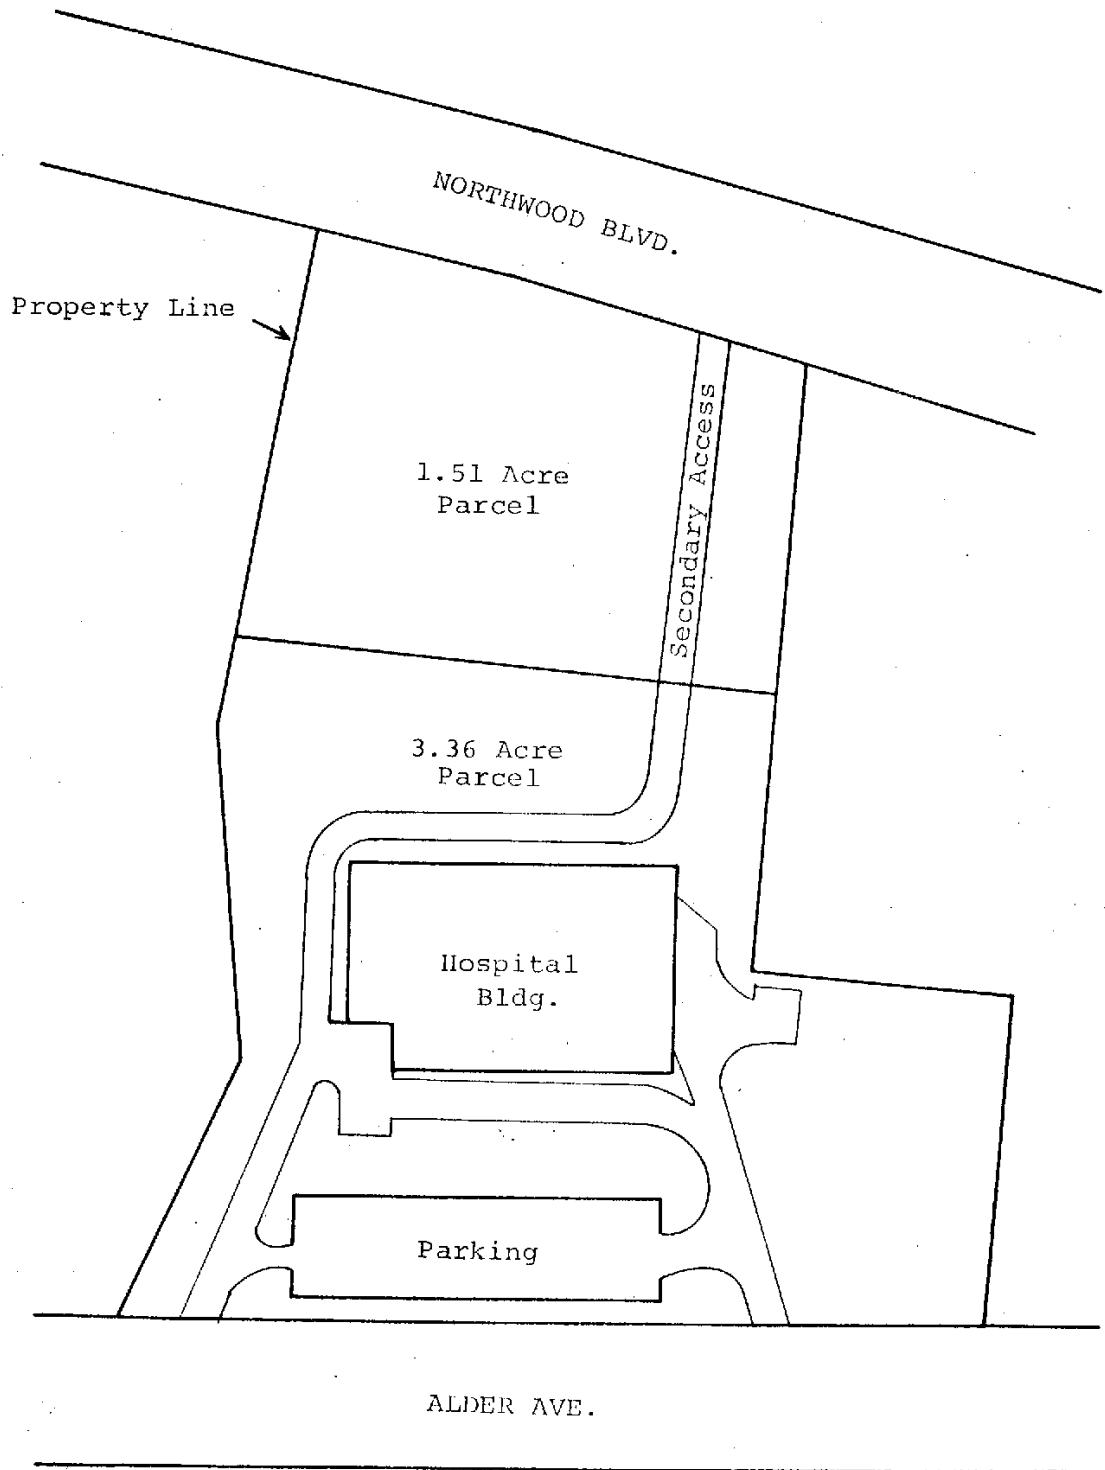 NORTHWOOD BLVD.
Property Line
1.51 Acre
Parcel
Secondary Access
3.36 Acre
Parcel
Hospital
Bldg.
Parking
ALDER AVE.